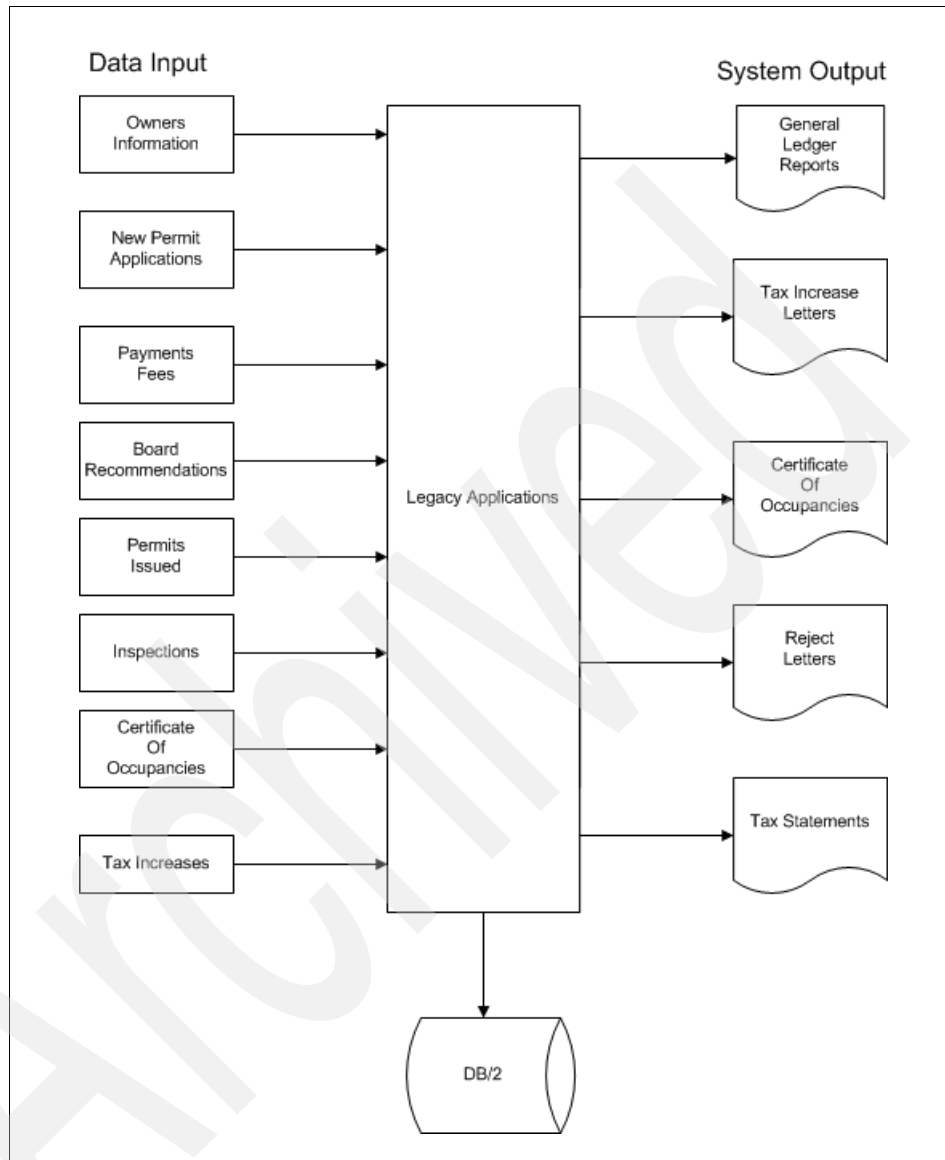 Data Input
System Output
Owners
Information
New Permit
Applications
Payments
Fees
Board
Recommendations
Permits
Issued
Inspections
Certificate
Of
Occupancies
Tax Increases
Legacy Applications
General
Ledger
Reports
Tax Increase
Letters
Certificate
Of
Occupancies
Reject
Letters
Tax Statements
DB/2
Archived